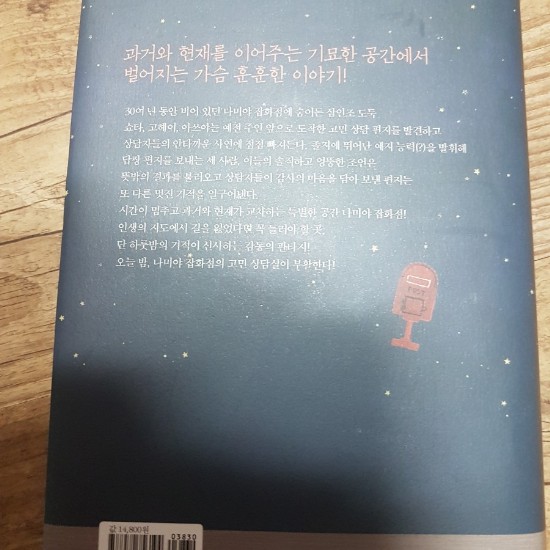 과거와 현재를 이어주는 기묘한 공간에서
벌어지는 가슴 훈훈한 이야기!
30여 년 동안 비어 있던 나미야 잡화점에 숨어든 삼인조 도둑
쇼타, 고헤이, 아쓰야는 예전 주인 앞으로 도착한 고민 상담 편지를 발견하고
상담자들의 안타까운 사연에 점점 빠져든다. 졸지에 뛰어난 예지 능력(?)을 발휘해
답장 편지를 보내는 세 사람. 이들의 솔직하고 엉뚱한 조언은
뜻밖의 결과를 불러오고 상담자들이 감사의 마음을 담아 보낸 편지는
또 다른 멋진 기적을 일구어낸다.
시간이 멈추고 과거와 현재가 교차하는 특별한 공간 나미야 잡화점!
인생의 지도에서 길을 잃었다면 꼭 들러야 할 곳,
단 하룻밤의 기적이 선사하는 감동의 판타지!
오늘 밤, 나미야 잡화점의 고민 상담실이 부활한다!
값 14,800원
03830